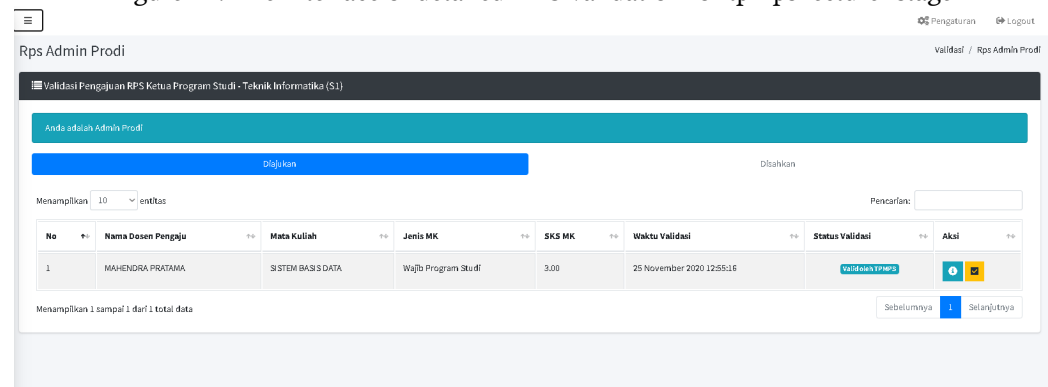 Pengaturan Logout
Rps Admin Prodi
Validasi / Rps Admin Prodi
Validasi Pengajuan RPS Ketua Program Studi - Teknik Informatika (S1)
Anda adalah Admin Prodi
Diajukan Disahkan
Menampilkan 10 entitas Pencarian:
No Nama Dosen Pengaju Mata Kuliah Jenis MK SKS MK Waktu Validasi Status Validasi Aksi
1 MAHENDRA PRATAMA SISTEM BASIS DATA Wajib Program Studi 3.00 25 November 2020 12:55:16 Valid oleh TPMPS
Menampilkan 1 sampai 1 dari 1 total data
Sebelumnya 1 Selanjutnya